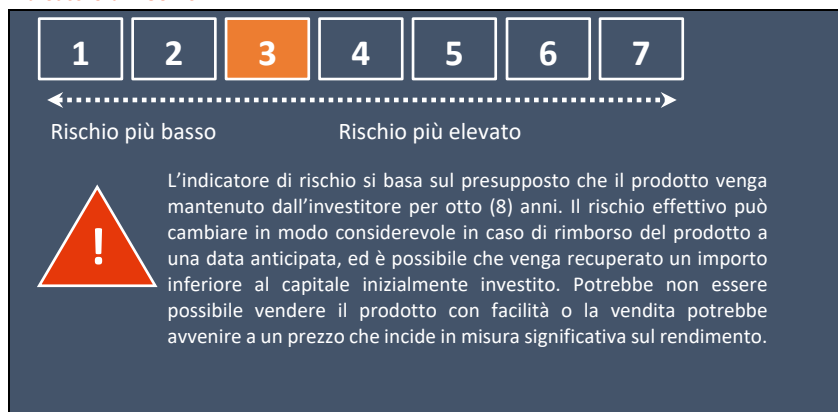 1 2 3 4 5 6 7
Rischio più basso Rischio più elevato
L’indicatore di rischio si basa sul presupposto che il prodotto venga
mantenuto dall’investitore per otto (8) anni. Il rischio effettivo può
cambiare in modo considerevole in caso di rimborso del prodotto a
una data anticipata, ed è possibile che venga recuperato un importo
inferiore al capitale inizialmente investito. Potrebbe non essere
possibile vendere il prodotto con facilità o la vendita potrebbe
avvenire a un prezzo che incide in misura significativa sul rendimento.
!